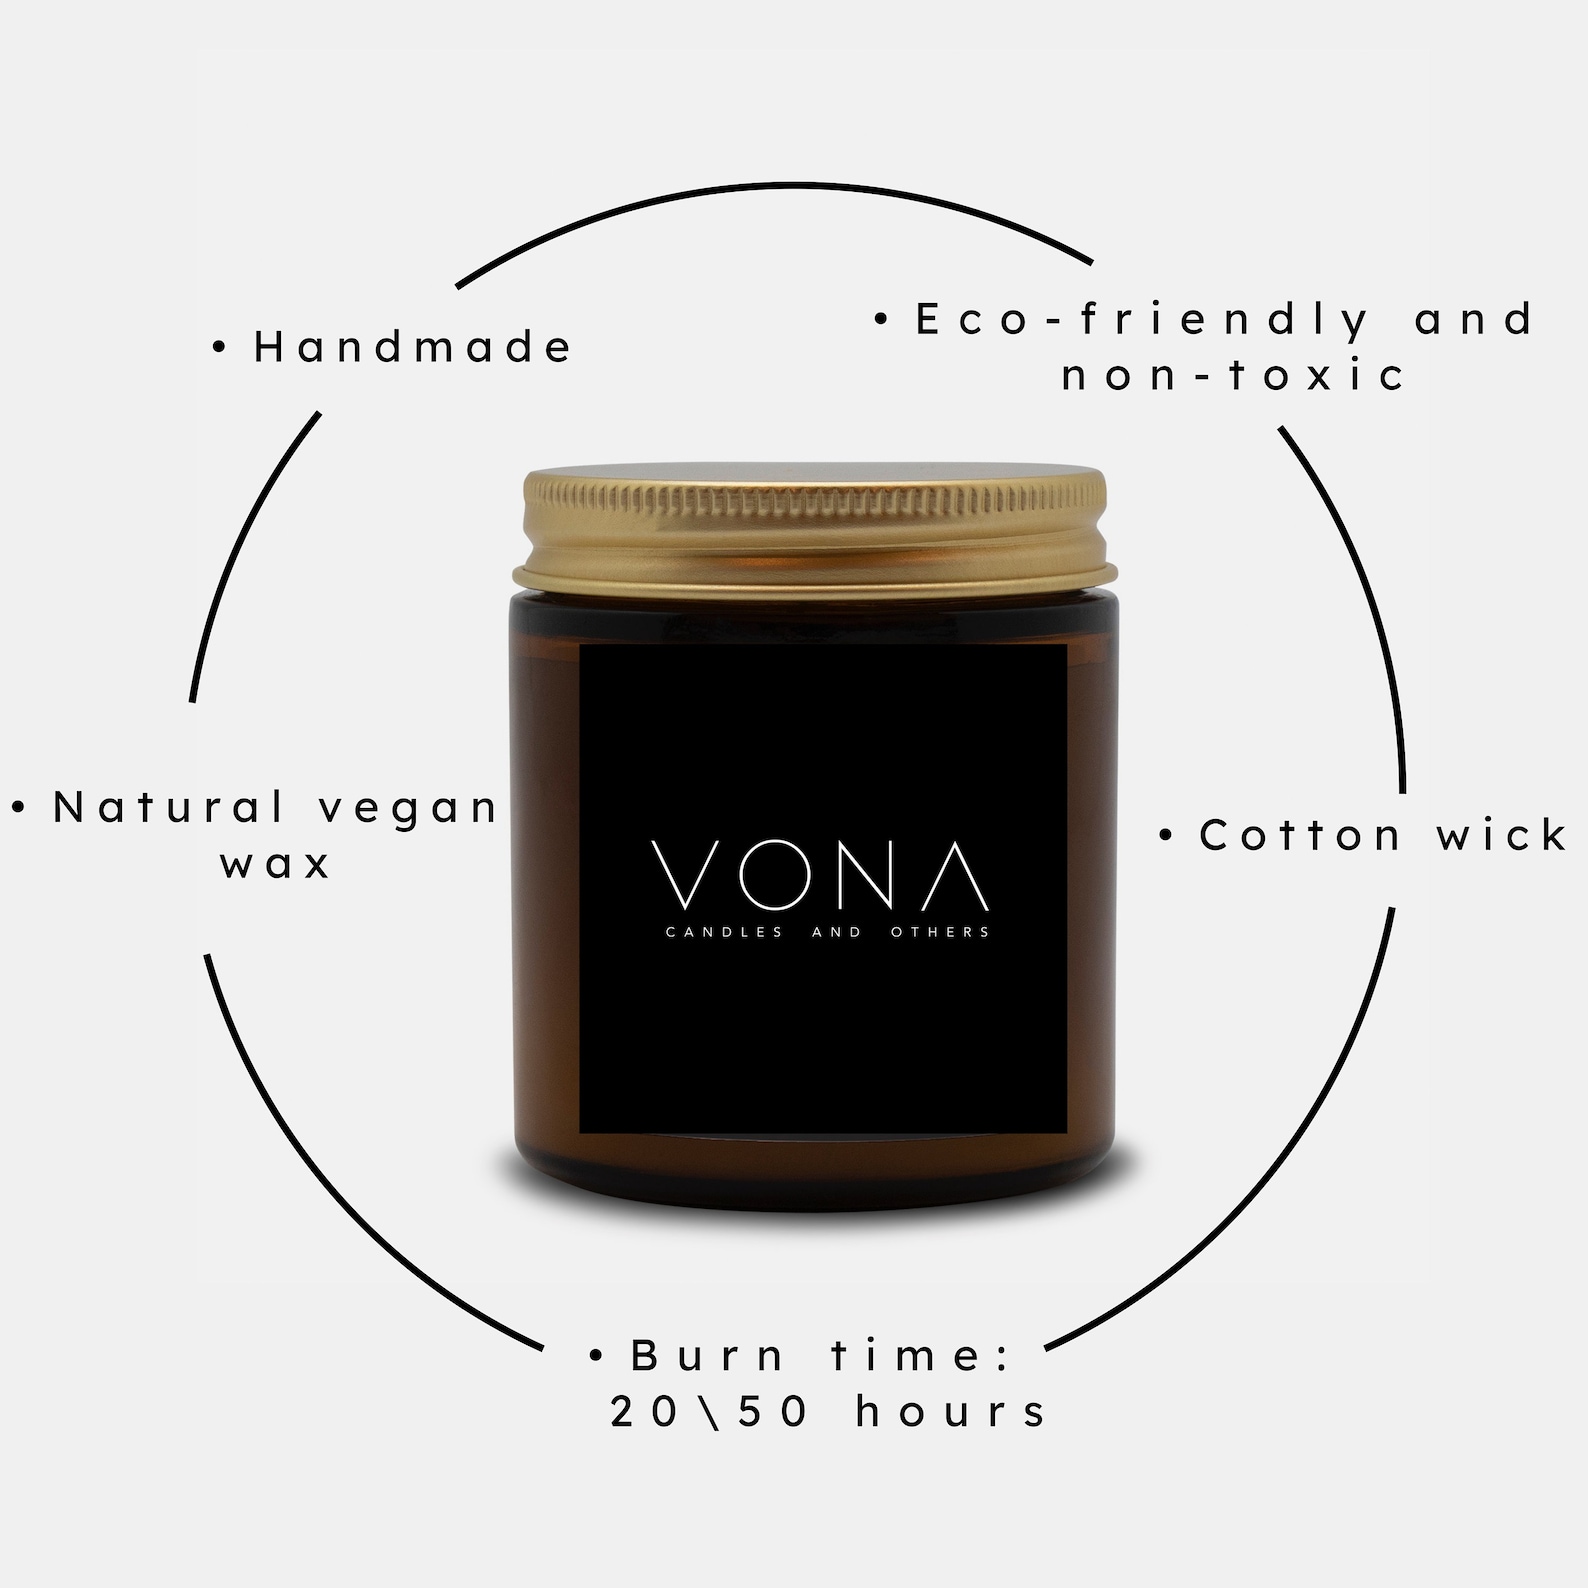 • Handmade
• Eco-friendly and
non-toxic
• Natural vegan
wax
VONA
CANDLES AND OTHERS
• Cotton wick
• Burn time:
20\50 hours